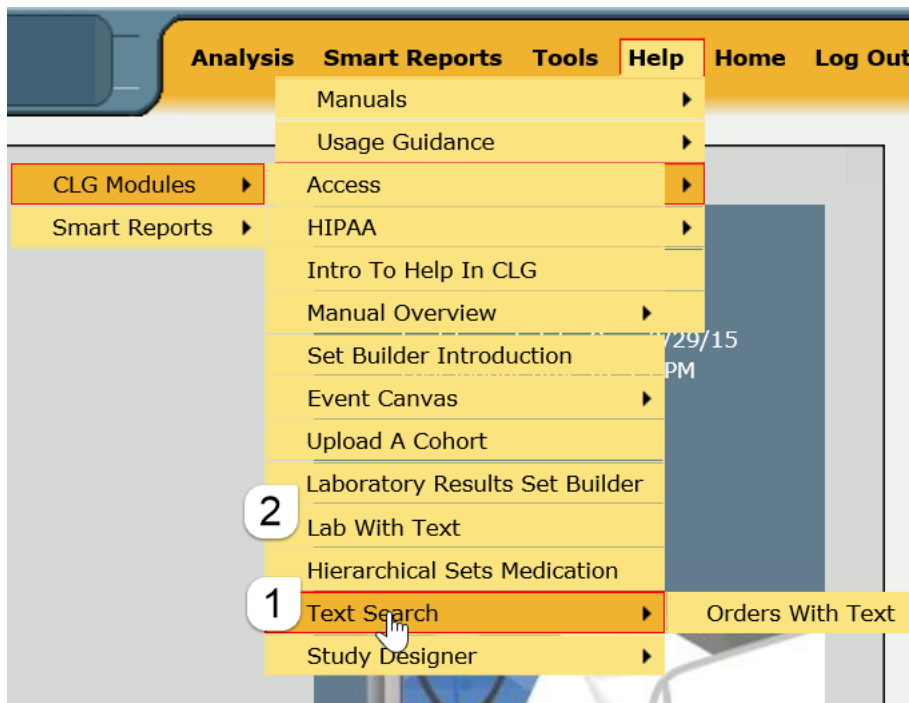 Analysis Smart Reports Tools Help Home Log Out
Manuals
Usage Guidance
CLG Modules
Access
Smart Reports
HIPAA
Intro To Help In CLG
Manual Overview
/29/15
Set Builder Introduction
PM
Event Canvas
Upload A Cohort
Laboratory Results Set Builder
2
Lab With Text
Hierarchical Sets Medication
1
Text Search
Orders With Text
Study Designer